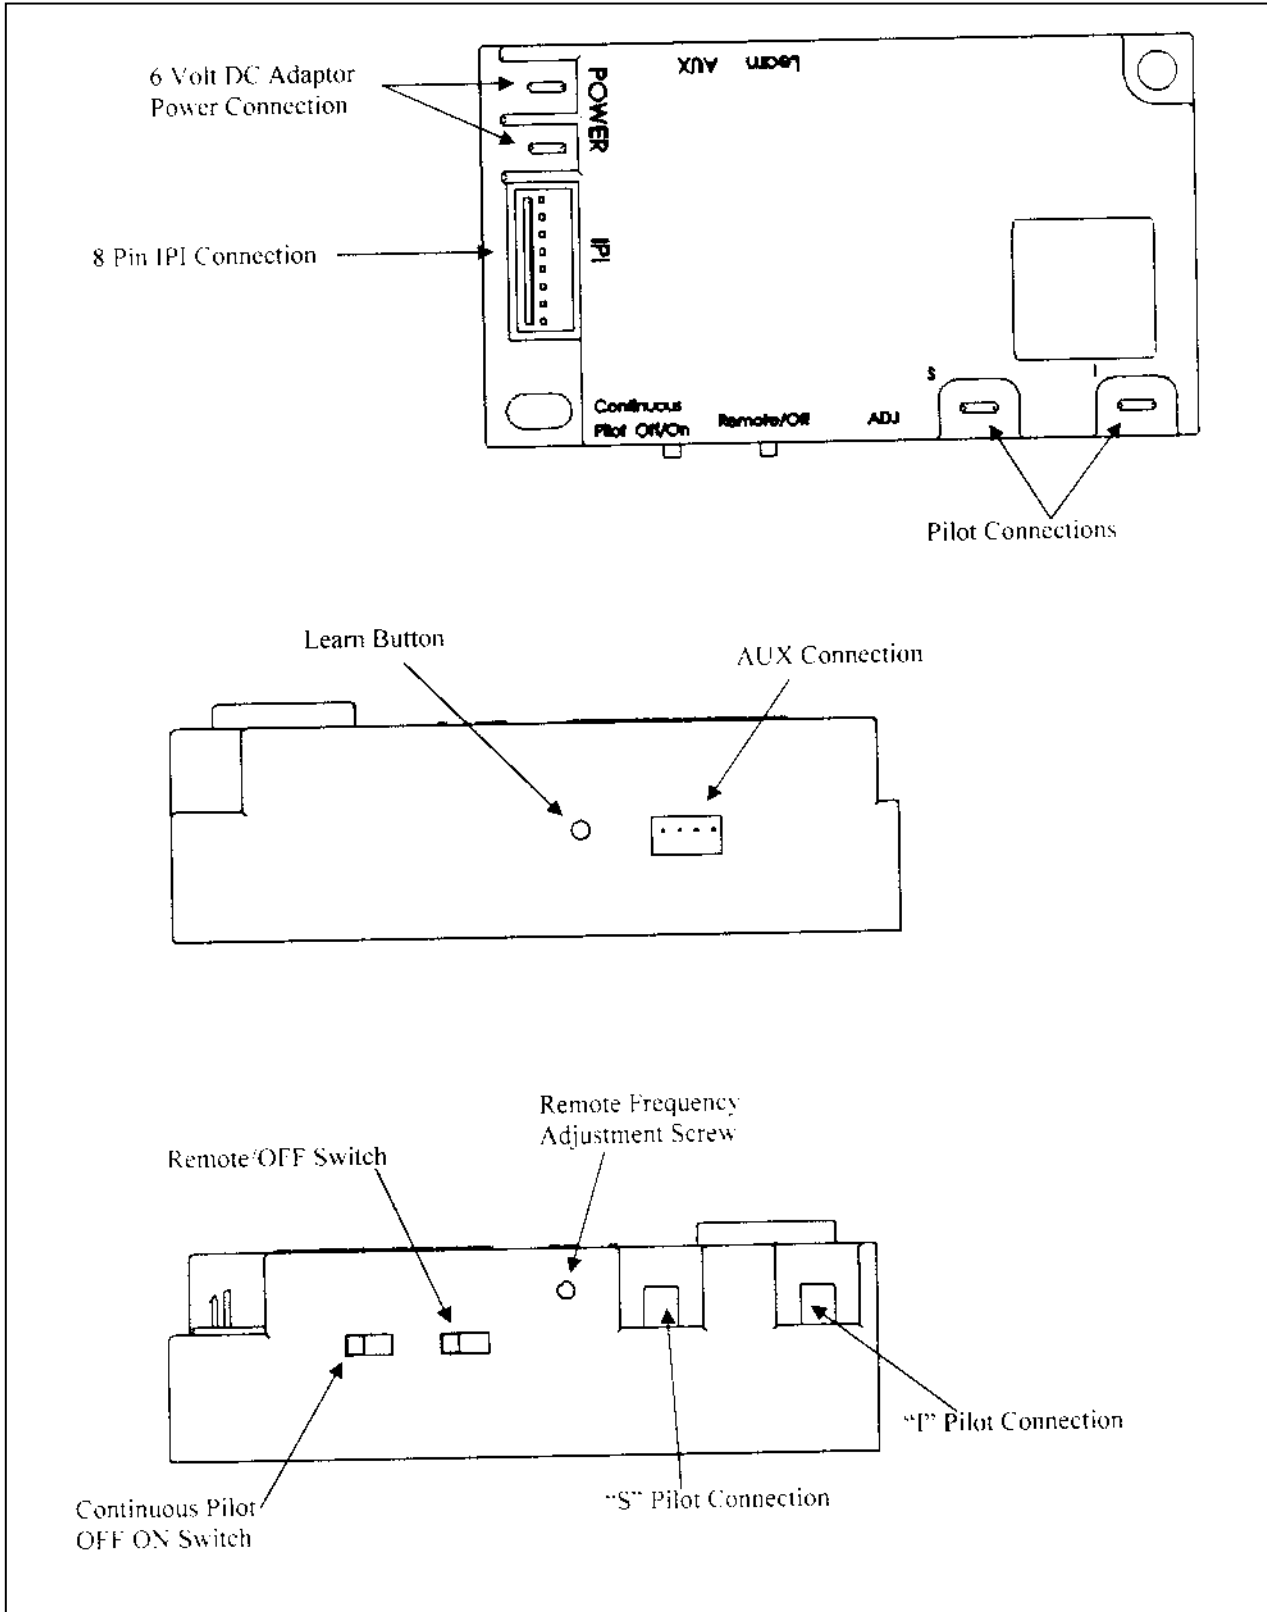 6 Volt DC Adaptor
Power Connection
POWER
AUX
Learn
8 Pin IPI Connection
IPI
S
I
Continuous
Pilot Off/On
Remote/Off
ADJ
Pilot Connections
Learn Button
AUX Connection
Remote Frequency
Adjustment Screw
Remote/OFF Switch
"I" Pilot Connection
"S" Pilot Connection
Continuous Pilot
OFF ON Switch